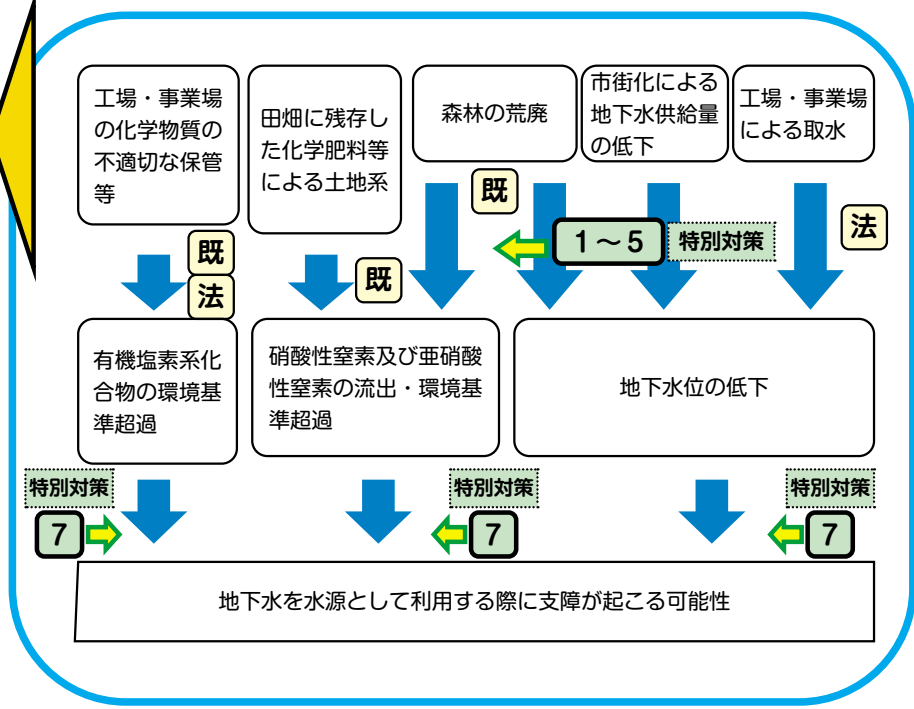 工場・事業場
の化学物質の
不適切な保管
等
田畑に残存し
た化学肥料等
による土地系
森林の荒廃
市街化による
地下水供給量
の低下
工場・事業場
による取水
既
法
既
既
1～5
特別対策
法
有機塩素系化
合物の環境基
準超過
硝酸性窒素及び亜硝酸
性窒素の流出・環境基
準超過
地下水位の低下
特別対策
7
特別対策
7
特別対策
7
地下水を水源として利用する際に支障が起こる可能性